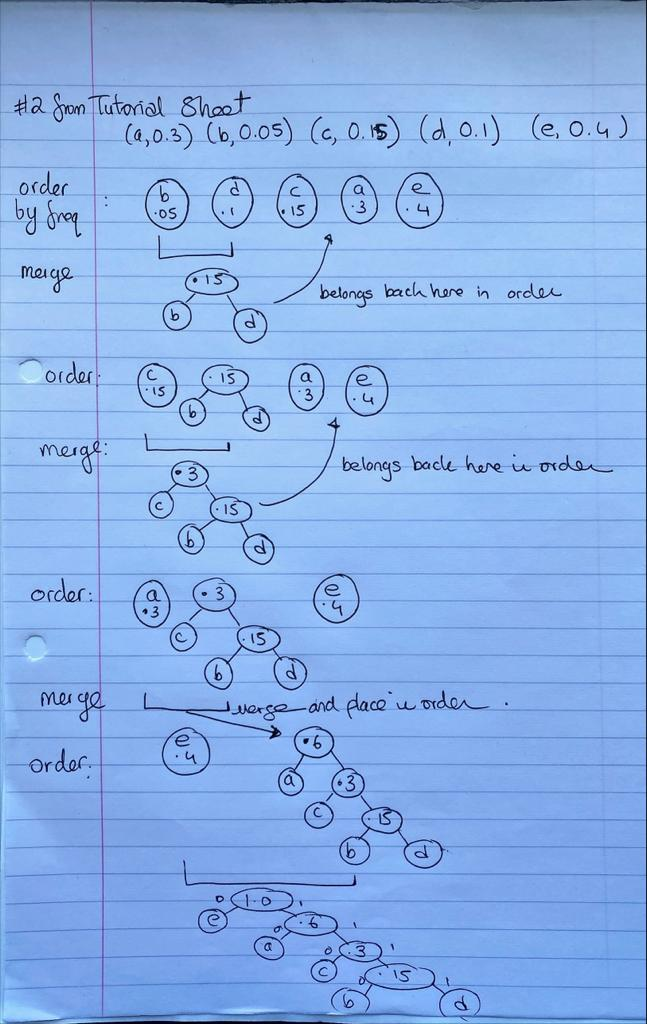 #2 from Tutorial Sheet
(a, 0.3) (b, 0.05) (c, 0.15) (d, 0.1) (e, 0.4)
order by freq :
b .05 d .1 c .15 a .3 e .4
merge
.15
b d
belongs back here in order
order:
c .15 .15 a .3 e .4
b d
merge:
.3
belongs back here in order
c .15
b d
order:
a .3 .3 e .4
c .15
b d
merge
merge and place in order.
order:
e .4 .6
a .3
c .15
b d
0 1.0 1
e 0 .6 1
a 0 .3 1
c 0 .15 1
b d